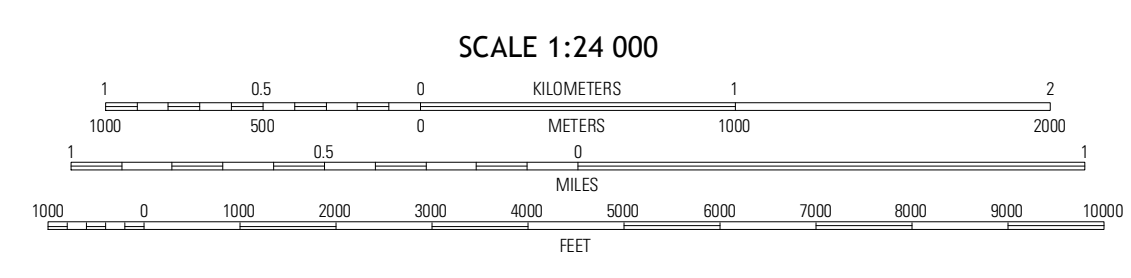 SCALE 1:24 000
1 0.5 0 KILOMETERS 1 2
1000 500 0 METERS 1000 2000
1 0.5 0 1
MILES
1000 0 1000 2000 3000 4000 5000 6000 7000 8000 9000 10000
FEET